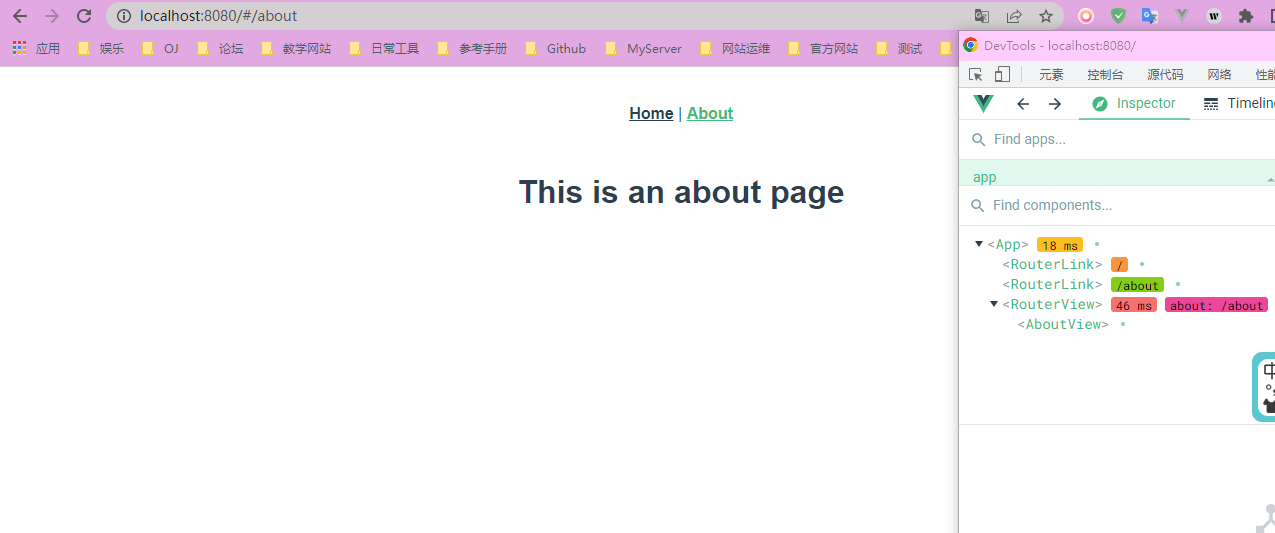 localhost:8080/#/about
应用 娱乐 OJ 论坛 教学网站 日常工具 参考手册 Github MyServer 网站运维 官方网站 测试
DevTools - localhost:8080/
元素 控制台 源代码 网络 性能
Inspector Timeline
Find apps...
app
Find components...
<App> 18 ms
<RouterLink> /
<RouterLink> /about
<RouterView> 46 ms about: /about
<AboutView>
Home | About
This is an about page
中